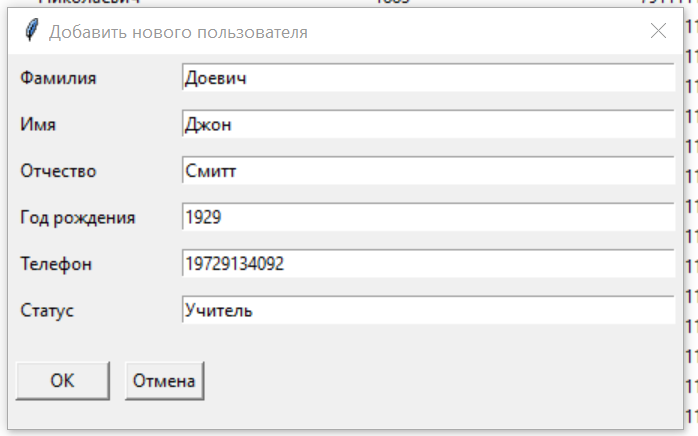 Добавить нового пользователя
Фамилия Доевич
Имя Джон
Отчество Смитт
Год рождения 1929
Телефон 19729134092
Статус Учитель
OK Отмена